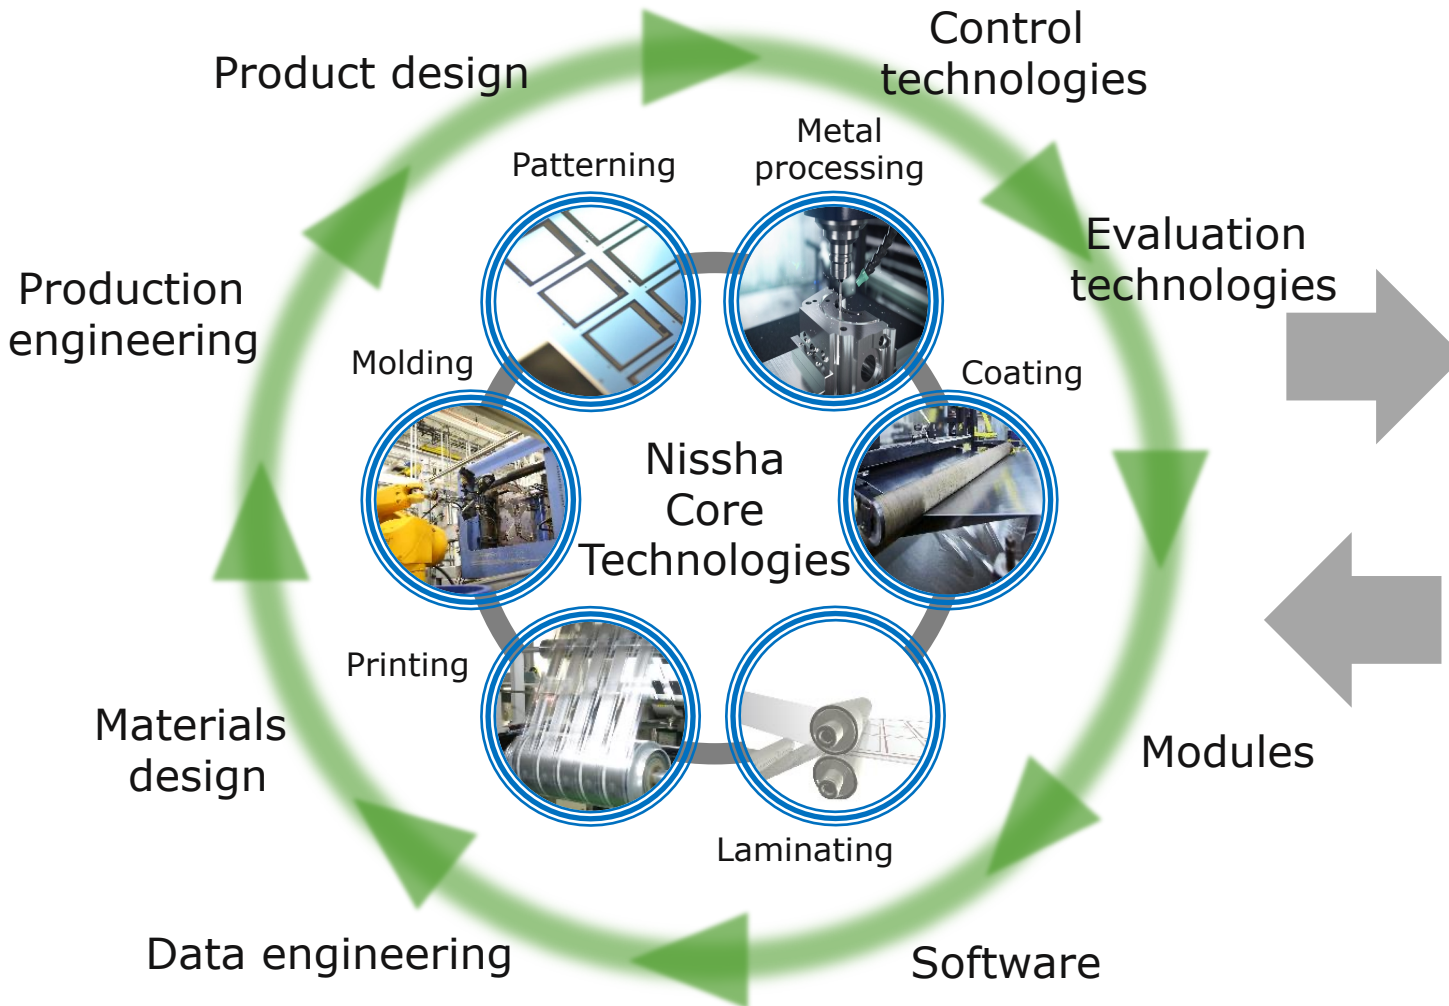 Control
technologies
Product design
Metal
processing
Patterning
Evaluation
technologies
Production
engineering
Molding
Coating
Nissha
Core
Technologies
Printing
Materials
design
Modules
Laminating
Data engineering
Software